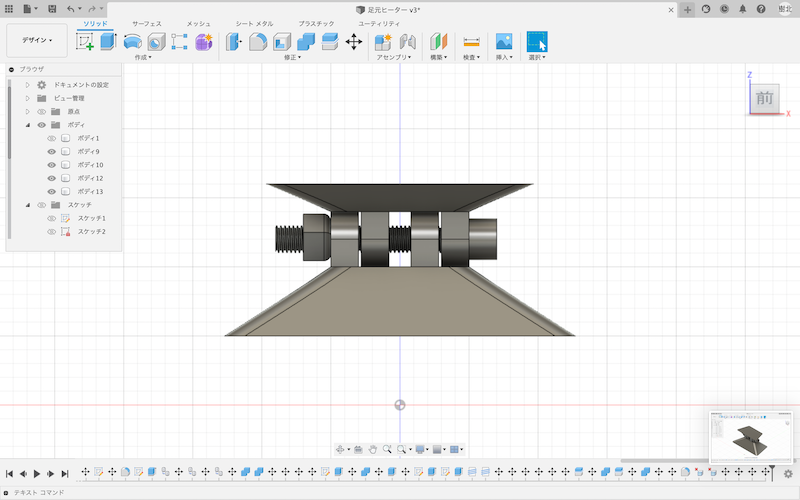 足元ヒーター v3*
樹北
ソリッド サーフェス メッシュ シート メタル プラスチック ユーティリティ
デザイン
作成 修正 アセンブリ 構築 検査 挿入 選択
ブラウザ
ドキュメントの設定
ビュー管理
原点
ボディ
ボディ1
ボディ9
ボディ10
ボディ12
ボディ13
スケッチ
スケッチ1
スケッチ2
Z
前
X
テキスト コマンド